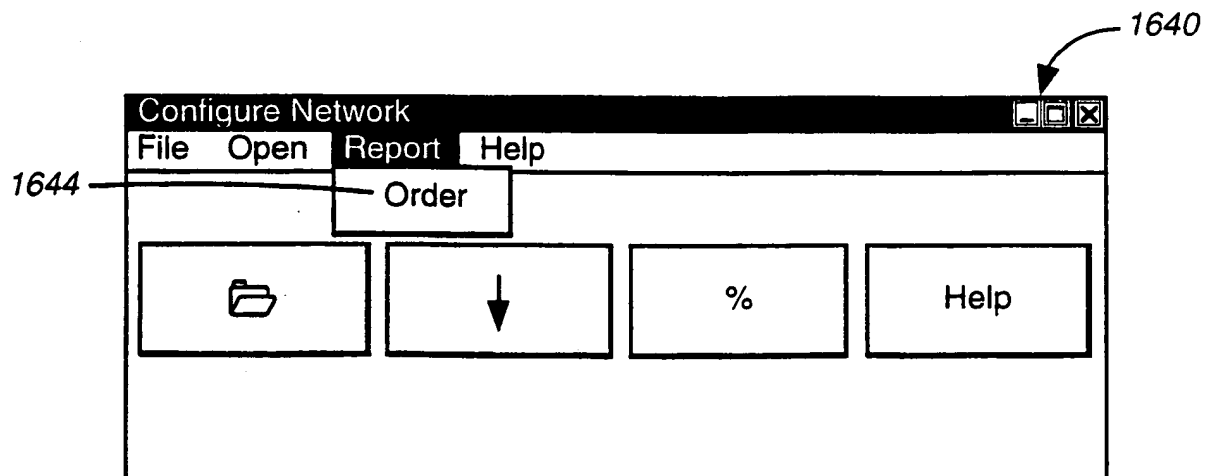 1640
Configure Network
File Open Report Help
1644
Order
% Help